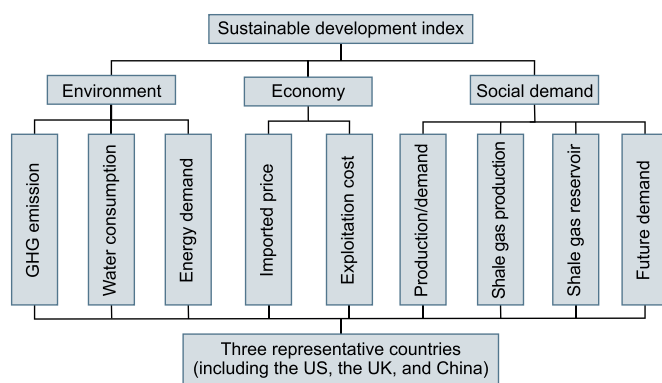 Sustainable development index
Environment
Economy
Social demand
GHG emission
Water consumption
Energy demand
Imported price
Exploitation cost
Production/demand
Shale gas production
Shale gas reservoir
Future demand
Three representative countries
(including the US, the UK, and China)